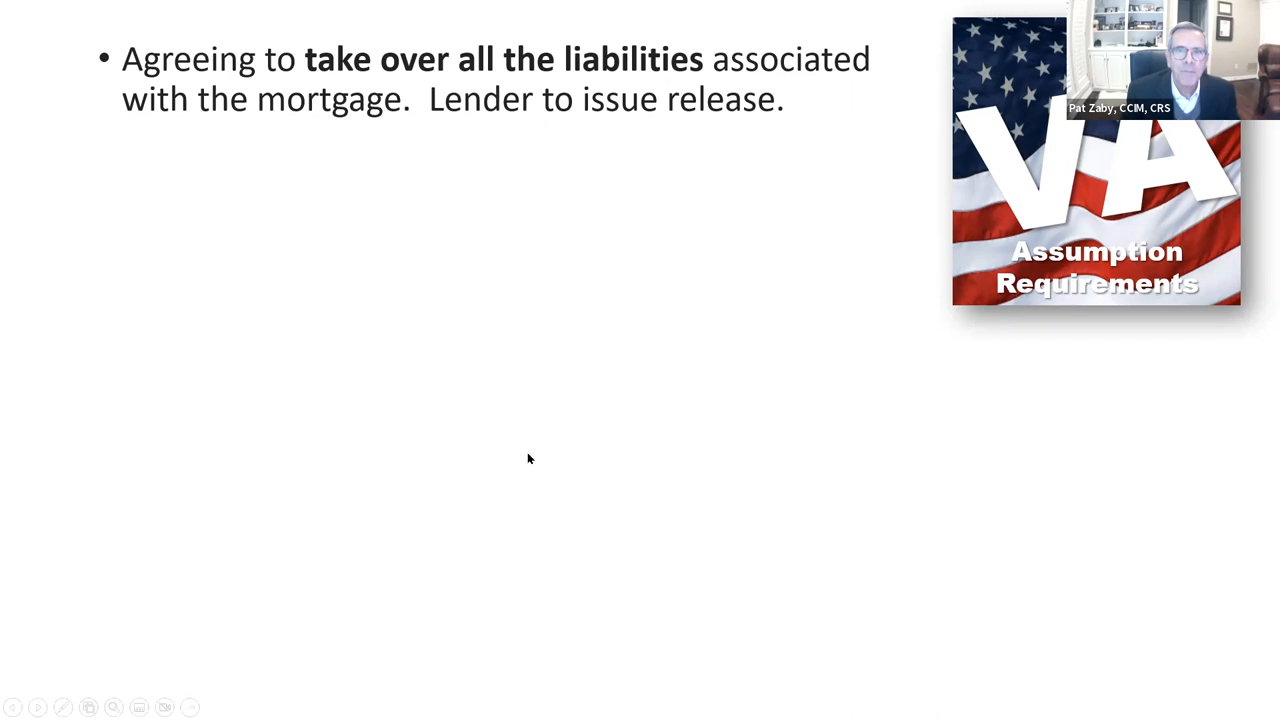 • Agreeing to take over all the liabilities associated
with the mortgage.  Lender to issue release.
Pat Zaby, CCIM, CRS
VA
Assumption
Requirements